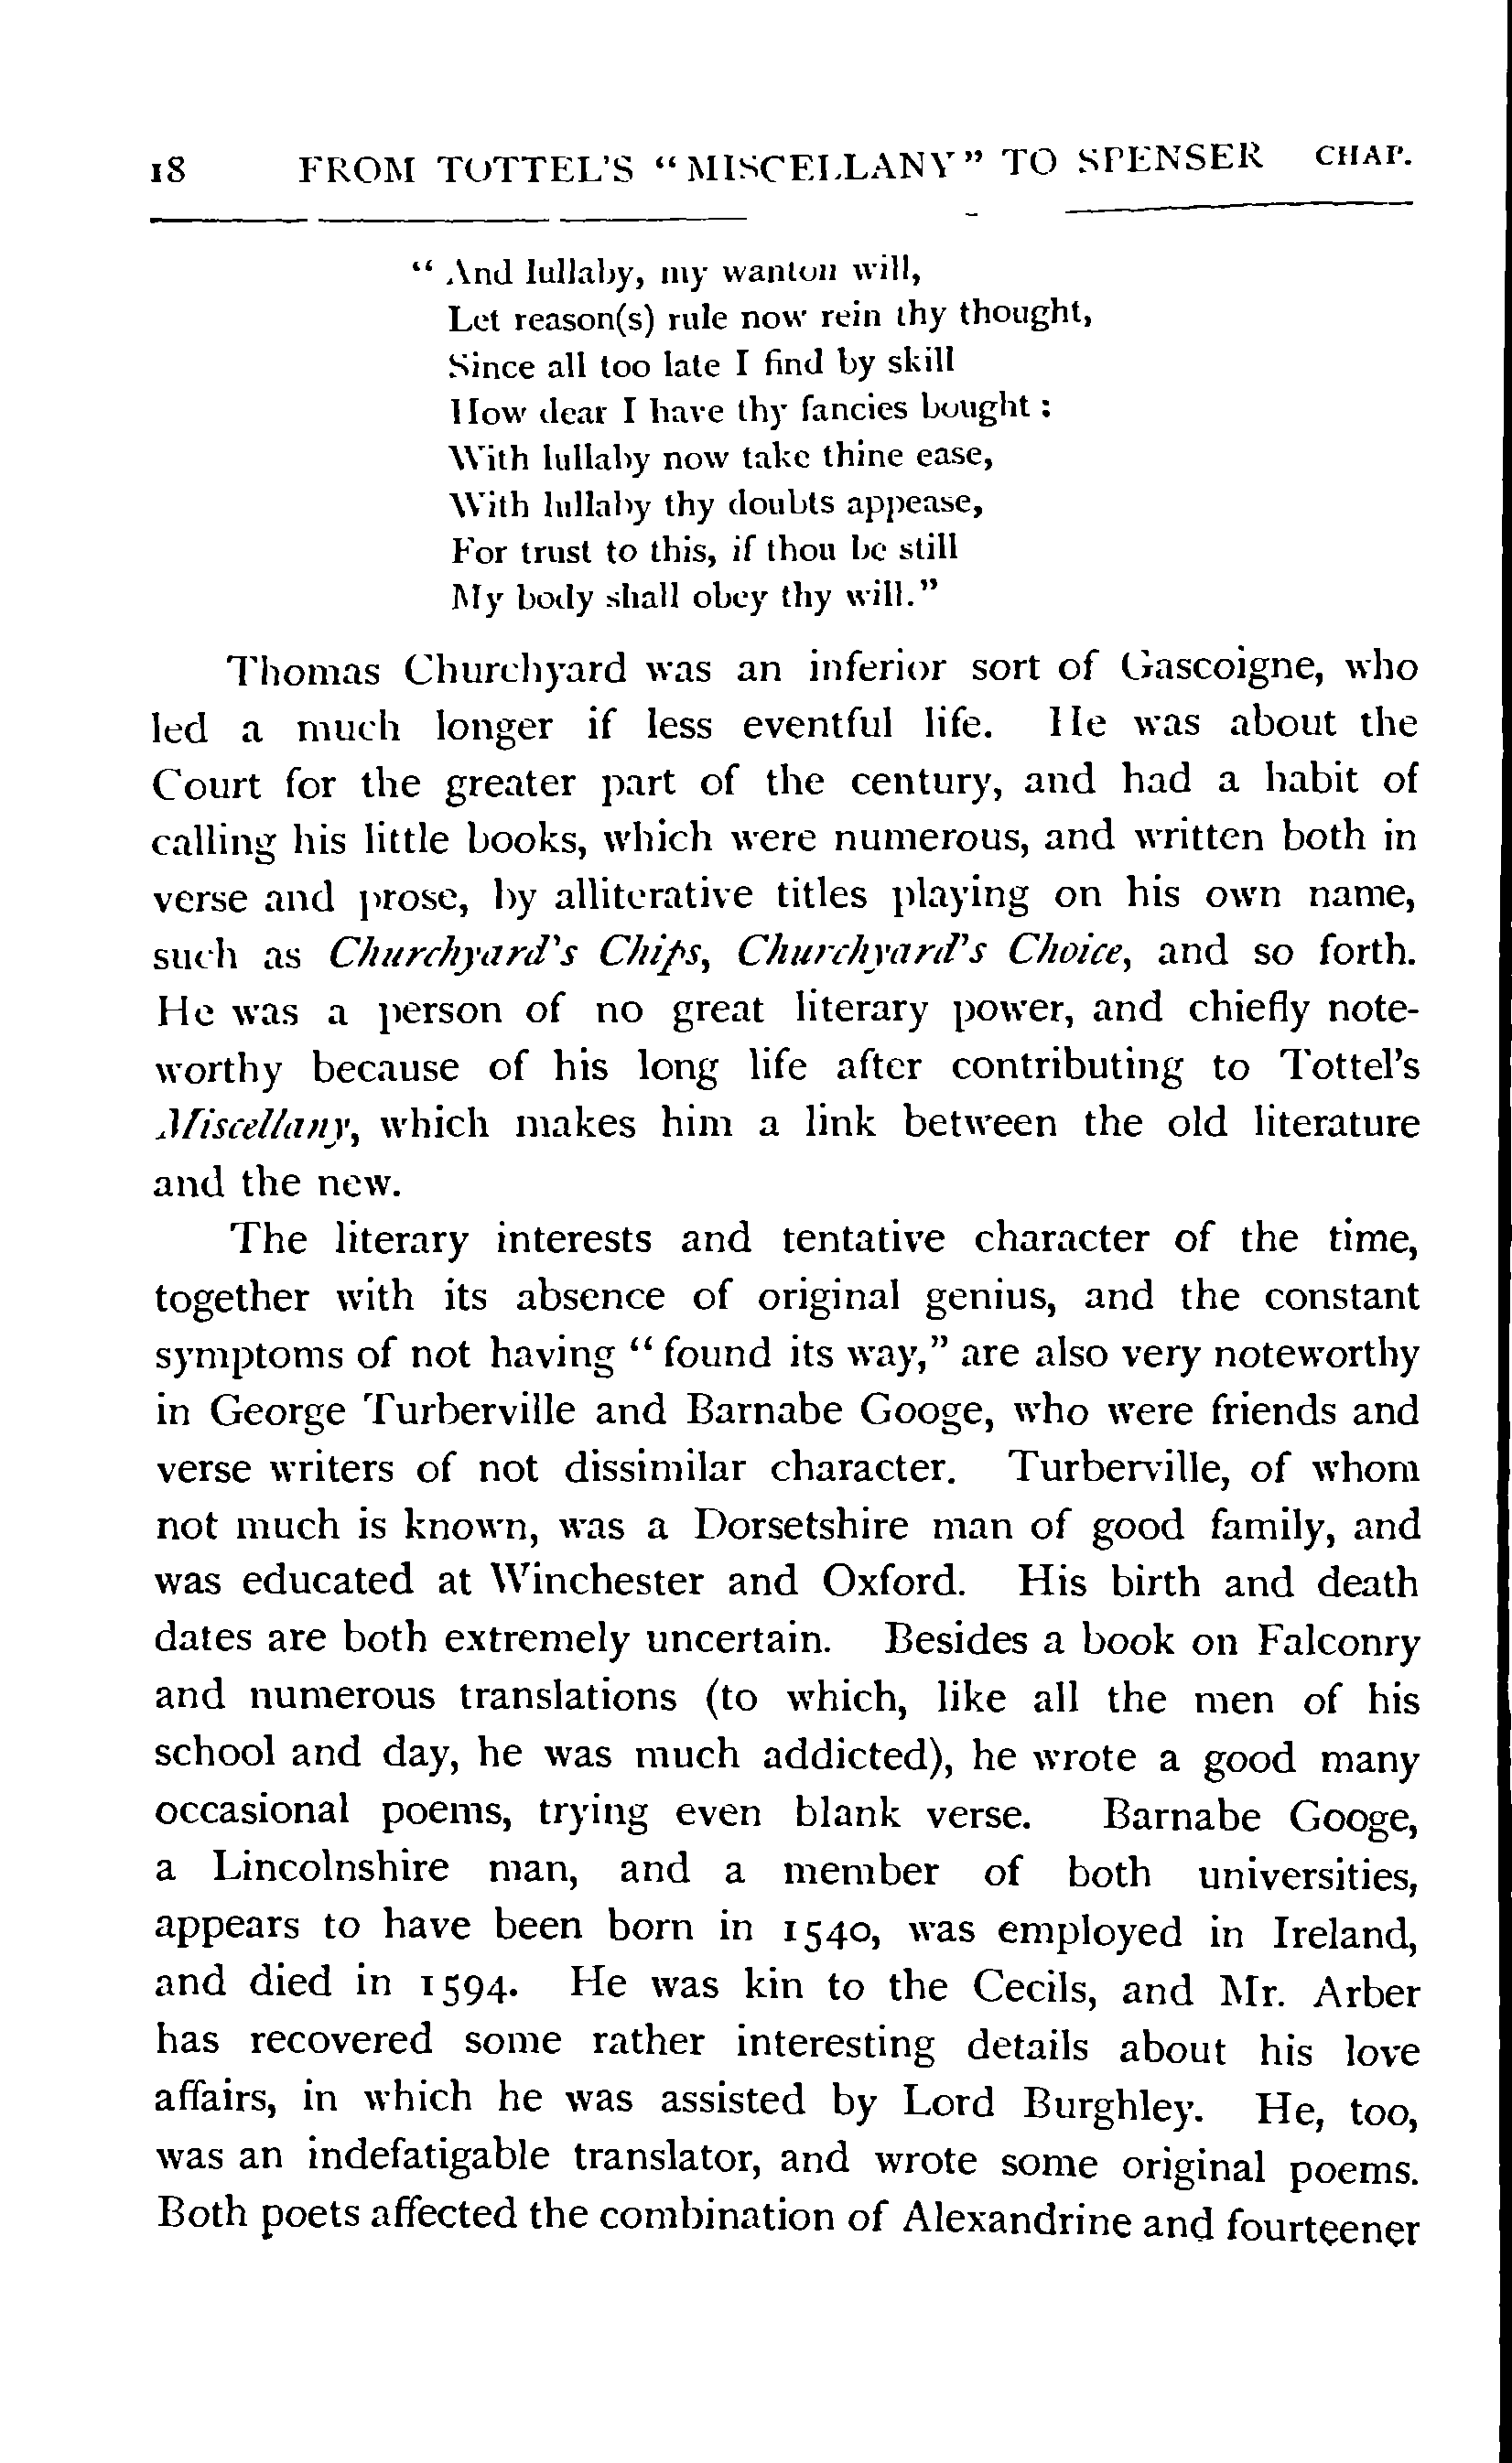 18 FROM TOTTEL'S "MISCELLANY" TO SPENSER CHAP.
"And lullaby, my wanton will,
Let reason(s) rule now rein thy thought,
Since all too late I find by skill
How dear I have thy fancies bought :
With lullaby now take thine ease,
With lullaby thy doubts appease,
For trust to this, if thou be still
My body shall obey thy will."
Thomas Churchyard was an inferior sort of Gascoigne, who
led a much longer if less eventful life. He was about the
Court for the greater part of the century, and had a habit of
calling his little books, which were numerous, and written both in
verse and prose, by alliterative titles playing on his own name,
such as Churchyard's Chips, Churchyard's Choice, and so forth.
He was a person of no great literary power, and chiefly note-
worthy because of his long life after contributing to Tottel's
Miscellany, which makes him a link between the old literature
and the new.
The literary interests and tentative character of the time,
together with its absence of original genius, and the constant
symptoms of not having "found its way," are also very noteworthy
in George Turberville and Barnabe Googe, who were friends and
verse writers of not dissimilar character. Turberville, of whom
not much is known, was a Dorsetshire man of good family, and
was educated at Winchester and Oxford. His birth and death
dates are both extremely uncertain. Besides a book on Falconry
and numerous translations (to which, like all the men of his
school and day, he was much addicted), he wrote a good many
occasional poems, trying even blank verse. Barnabe Googe,
a Lincolnshire man, and a member of both universities,
appears to have been born in 1540, was employed in Ireland,
and died in 1594. He was kin to the Cecils, and Mr. Arber
has recovered some rather interesting details about his love
affairs, in which he was assisted by Lord Burghley. He, too,
was an indefatigable translator, and wrote some original poems.
Both poets affected the combination of Alexandrine and fourteener